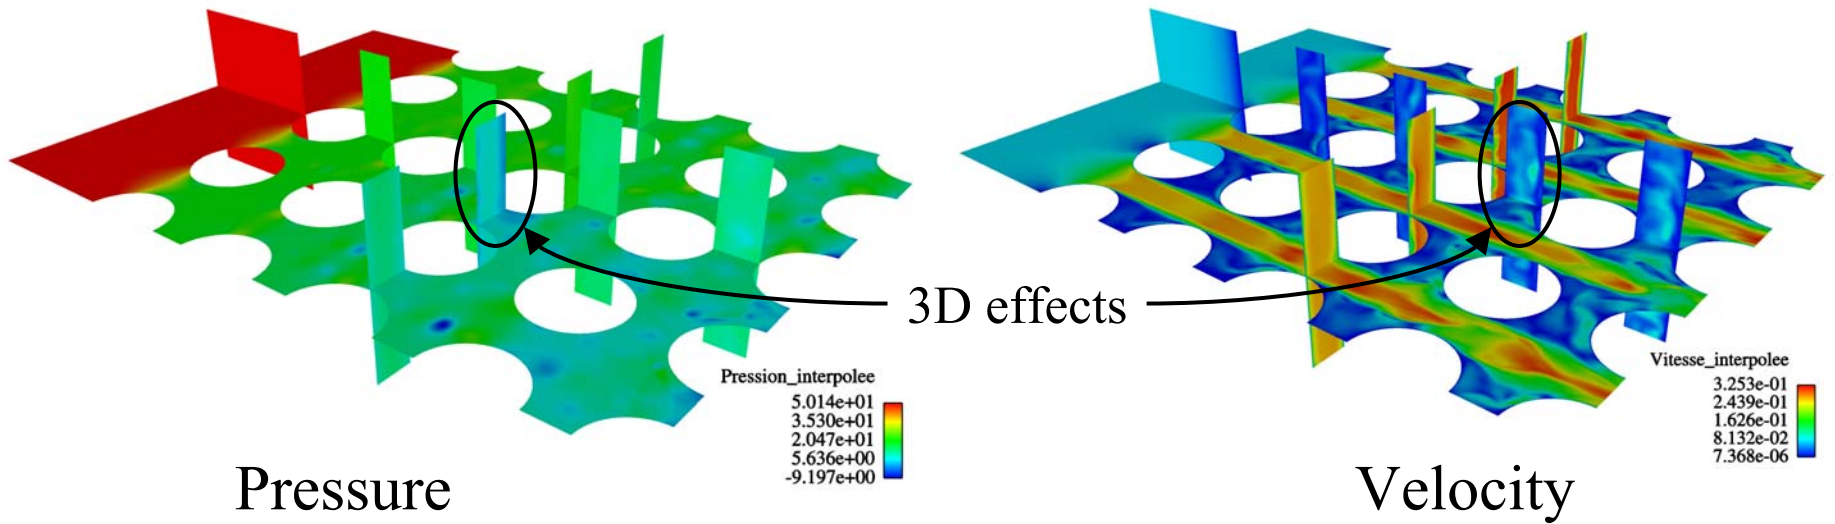 3D effects
Pression_interpolee
5.014e+01
3.530e+01
2.047e+01
5.636e+00
-9.197e+00
Vitesse_interpolee
3.253e-01
2.439e-01
1.626e-01
8.132e-02
7.368e-06
Pressure
Velocity